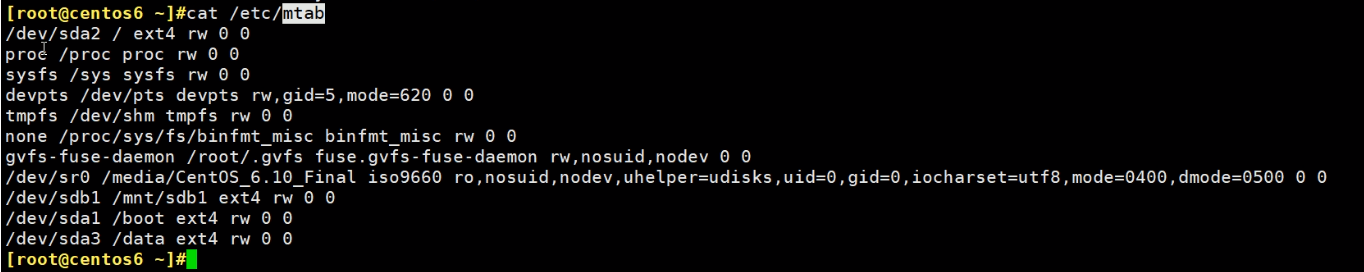 [root@centos6 ~]#cat /etc/mtab
/dev/sda2 / ext4 rw 0 0
proc /proc proc rw 0 0
sysfs /sys sysfs rw 0 0
devpts /dev/pts devpts rw,gid=5,mode=620 0 0
tmpfs /dev/shm tmpfs rw 0 0
none /proc/sys/fs/binfmt_misc binfmt_misc rw 0 0
gvfs-fuse-daemon /root/.gvfs fuse.gvfs-fuse-daemon rw,nosuid,nodev 0 0
/dev/sr0 /media/CentOS_6.10_Final iso9660 ro,nosuid,nodev,uhelper=udisks,uid=0,gid=0,iocharset=utf8,mode=0400,dmode=0500 0 0
/dev/sdb1 /mnt/sdb1 ext4 rw 0 0
/dev/sda1 /boot ext4 rw 0 0
/dev/sda3 /data ext4 rw 0 0
[root@centos6 ~]#